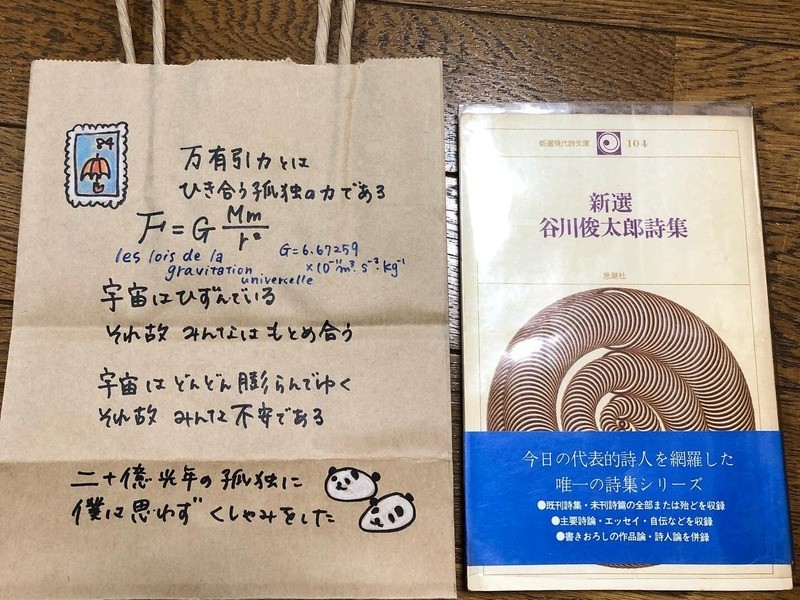 84
万有引力とは
ひき合う孤独の力である
F=G Mm/r²
les lois de la
gravitation
universelle
G=6.67259
×10⁻¹¹m³·s⁻²·kg⁻¹
宇宙はひずんでいる
それ故 みんなは もとめ合う
宇宙は どんどん 膨らんでゆく
それ故 みんな 不安である
二十億光年の孤独に
僕は思わず くしゃみをした
新選現代詩文庫 104
新選
谷川俊太郎詩集
思潮社
今日の代表的詩人を網羅した
唯一の詩集シリーズ
●既刊詩集・未刊詩篇の全部または殆どを収録
●主要詩論・エッセイ・自伝などを収録
●書きおろしの作品論・詩人論を併録